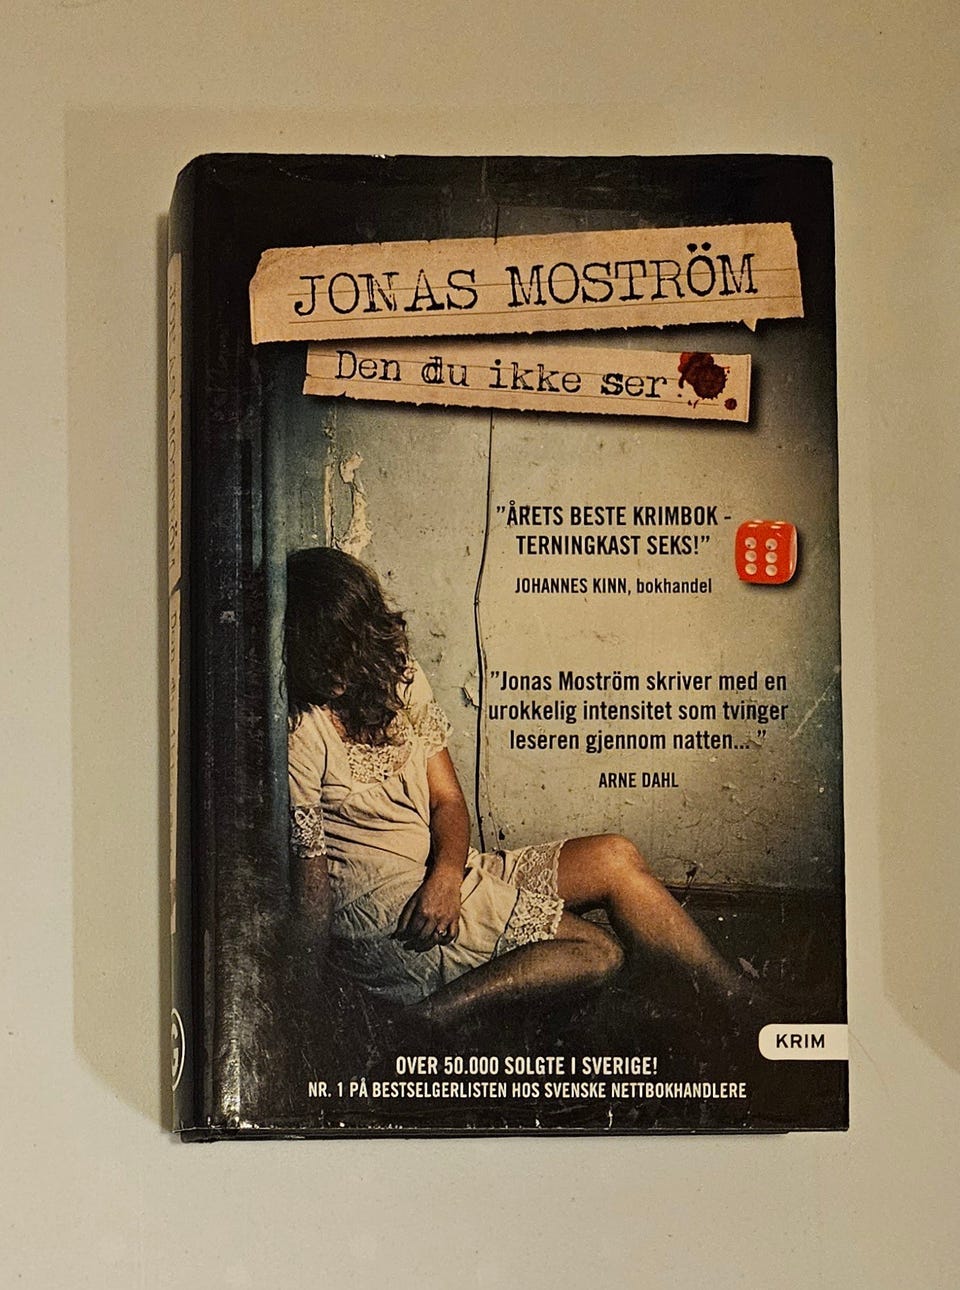 JONAS MOSTRÖM
Den du ikke ser
"ÅRETS BESTE KRIMBOK -
TERNINGKAST SEKS!"
JOHANNES KINN, bokhandel
"Jonas Moström skriver med en
urokkelig intensitet som tvinger
leseren gjennom natten... "
ARNE DAHL
KRIM
OVER 50.000 SOLGTE I SVERIGE!
NR. 1 PÅ BESTSELGERLISTEN HOS SVENSKE NETTBOKHANDLERE